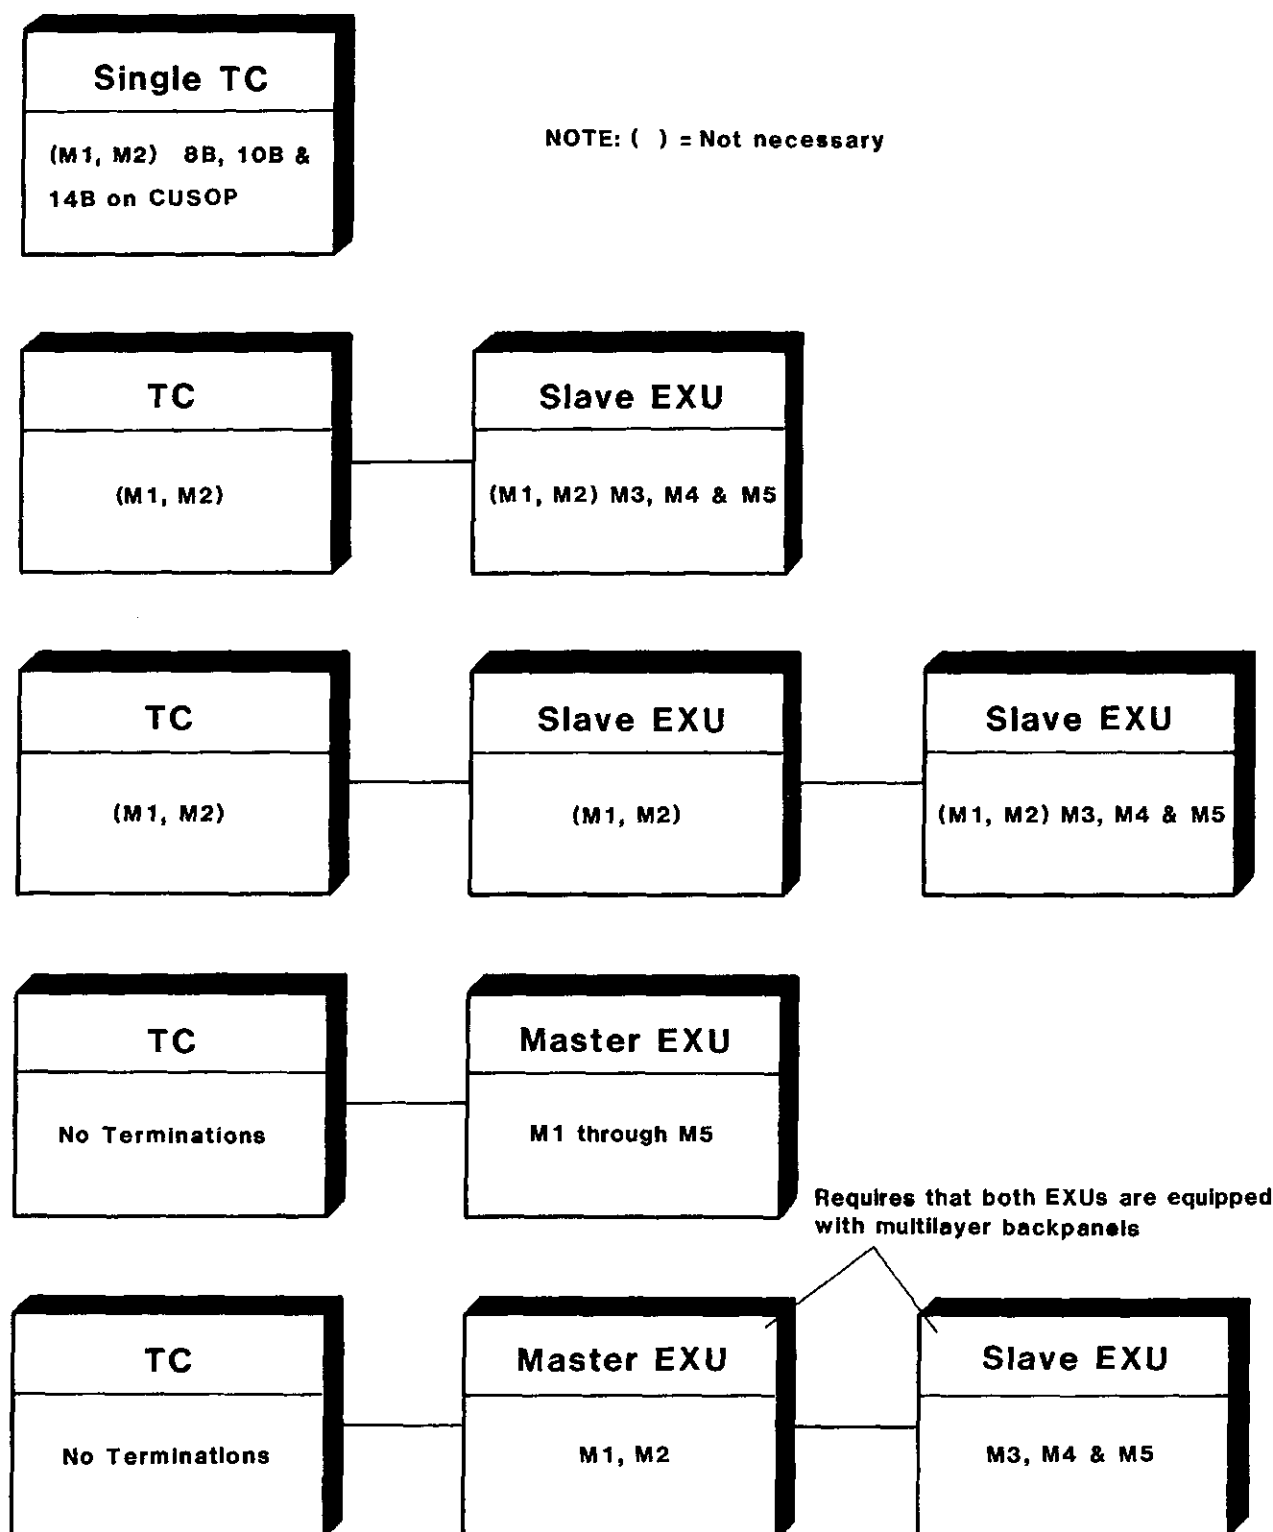 Single TC
(M1, M2) 8B, 10B &
14B on CUSOP
NOTE: ( ) = Not necessary
TC
(M1, M2)
Slave EXU
(M1, M2) M3, M4 & M5
TC
(M1, M2)
Slave EXU
(M1, M2)
Slave EXU
(M1, M2) M3, M4 & M5
TC
No Terminations
Master EXU
M1 through M5
Requires that both EXUs are equipped
with multilayer backpanels
TC
No Terminations
Master EXU
M1, M2
Slave EXU
M3, M4 & M5